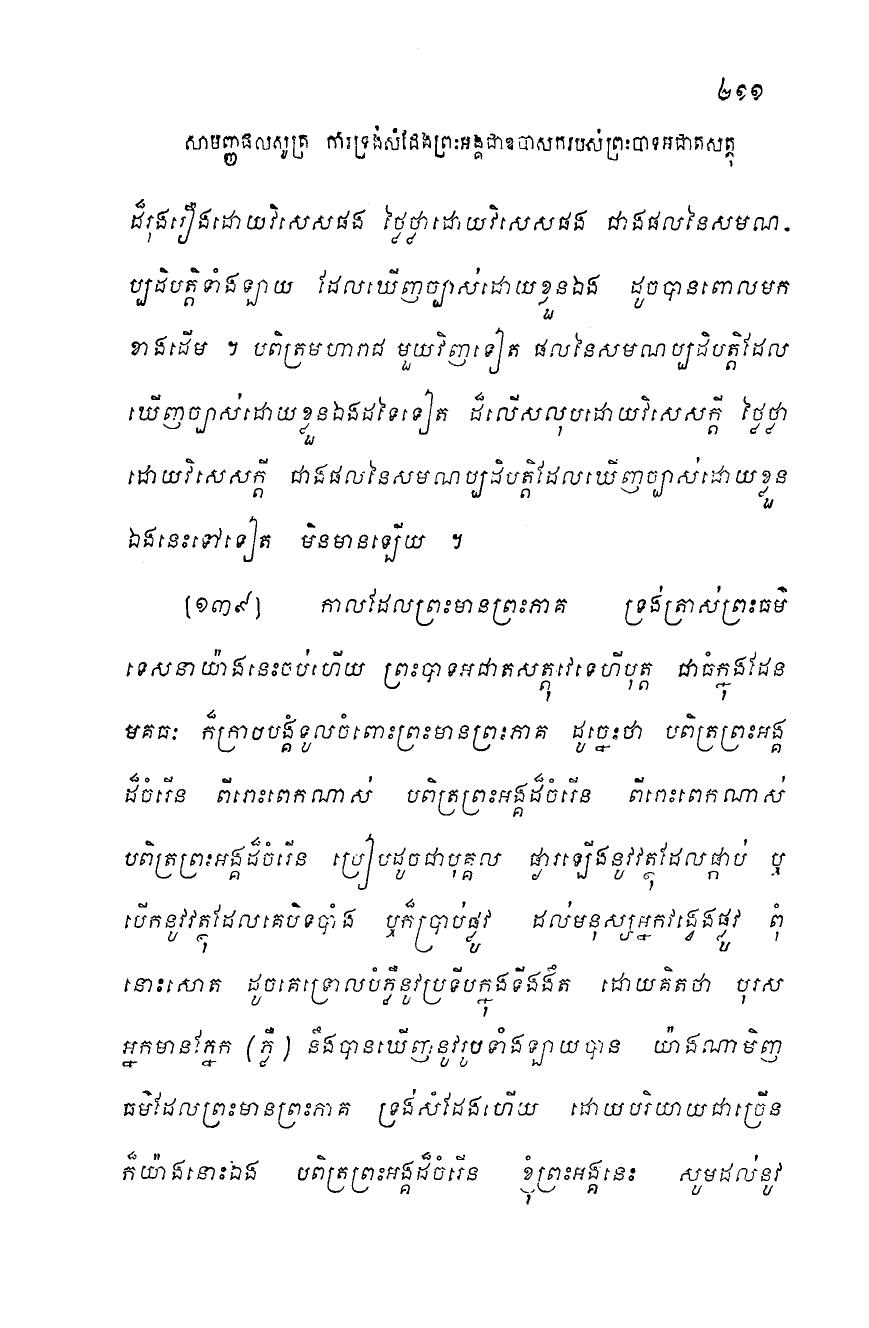 ២១១
សាមញ្ញផលសូត្រ ការទ្រង់សំដែងព្រះអង្គជាឧបាសករបស់ព្រះបាទអជាតសត្តុ
ដ៏រុងរឿងដោយវិសេសផង ថ្លៃថ្លាដោយវិសេសផង ជាងផលនៃសមណ-
ប្បដិបត្តិទាំងឡាយ ដែលឃើញច្បាស់ដោយខ្លួនឯង ដូចបានពោលមក
ខាងដើម ។ បពិត្រមហារាជ មួយវិញទៀត ផលនៃសមណប្បដិបត្តិដែល
ឃើញច្បាស់ដោយខ្លួនឯងដទៃទៀត ដ៏លើសលុបដោយវិសេសក្តី ថ្លៃថ្លា
ដោយវិសេសក្តី ជាងផលនៃសមណប្បដិបត្តិដែលឃើញច្បាស់ដោយខ្លួន
ឯងនេះទៅទៀត មិនមានឡើយ ។
[១៣៩] កាលដែលព្រះមានព្រះភាគ ទ្រង់ត្រាស់ព្រះធម៌
ទេសនាយ៉ាងនេះចប់ហើយ ព្រះបាទអជាតសត្តុវេទេហីបុត្ត ជាធំក្នុងដែន
មគធៈ ក៏ក្រាបបង្គំទូលចំពោះព្រះមានព្រះភាគ ដូច្នេះថា បពិត្រព្រះអង្គ
ដ៏ចំរើន ពីរោះពេកណាស់ បពិត្រព្រះអង្គដ៏ចំរើន ពីរោះពេកណាស់
បពិត្រព្រះអង្គដ៏ចំរើន ប្រៀបដូចជាបុគ្គល ផ្ងារឡើងនូវវត្ថុដែលផ្កាប់ ឬ
បើកនូវវត្ថុដែលគេបិទបាំង ឬក៏ប្រាប់ផ្លូវ ដល់មនុស្សអ្នកវង្វេងផ្លូវ ពុំ
នោះសោត ដូចគេទ្រោលបំភ្លឺនូវប្រទីបក្នុងទីងងឹត ដោយគិតថា បុរស
អ្នកមានភ្នែក (ភ្លឺ) នឹងបានឃើញនូវរូបទាំងឡាយបាន យ៉ាងណាមិញ
ធម៌ដែលព្រះមានព្រះភាគ ទ្រង់សំដែងហើយ ដោយបរិយាយជាច្រើន
ក៏យ៉ាងនោះឯង បពិត្រព្រះអង្គដ៏ចំរើន ខ្ញុំព្រះអង្គនេះ សូមដល់នូវ